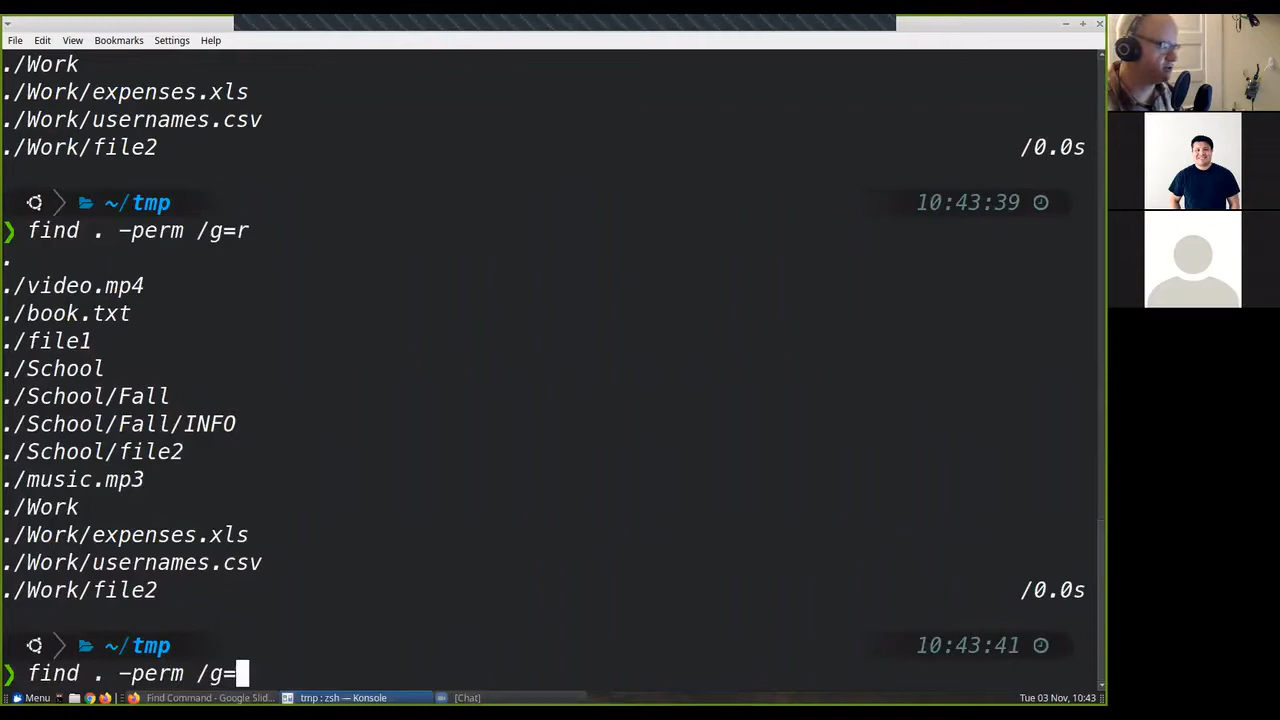 File Edit View Bookmarks Settings Help
./Work
./Work/expenses.xls
./Work/usernames.csv
./Work/file2 /0.0s
~/tmp 10:43:39
❯ find . -perm /g=r
.
./video.mp4
./book.txt
./file1
./School
./School/Fall
./School/Fall/INFO
./School/file2
./music.mp3
./Work
./Work/expenses.xls
./Work/usernames.csv
./Work/file2 /0.0s
~/tmp 10:43:41
❯ find . -perm /g=
Menu Find Command - Google Slid... tmp : zsh — Konsole [Chat] Tue 03 Nov, 10:43